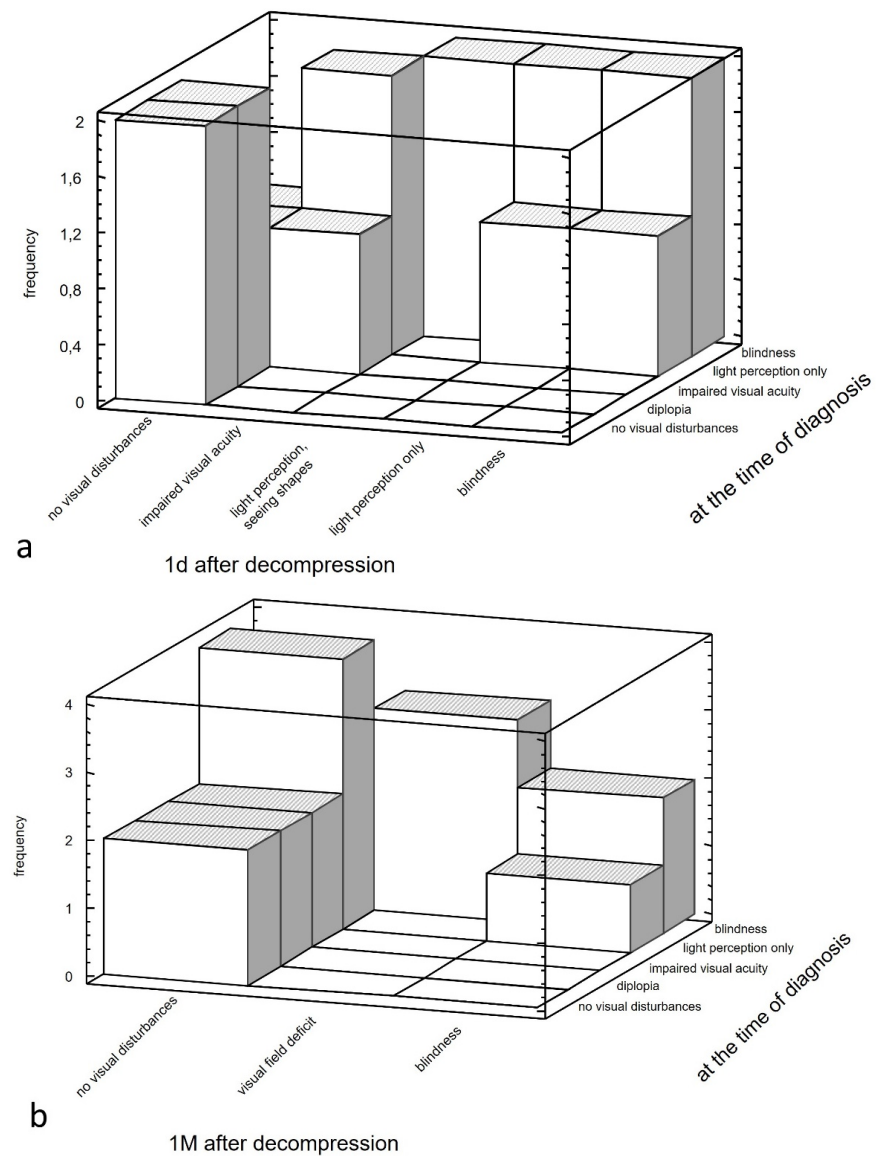 2
1,6
1,2
0,8
0,4
0
frequency
blindness
light perception only
impaired visual acuity
diplopia
no visual disturbances
at the time of diagnosis
no visual disturbances
impaired visual acuity
light perception,
seeing shapes
light perception only
blindness
a
1d after decompression
4
3
2
1
0
frequency
blindness
light perception only
impaired visual acuity
diplopia
no visual disturbances
at the time of diagnosis
no visual disturbances
visual field deficit
blindness
b
1M after decompression